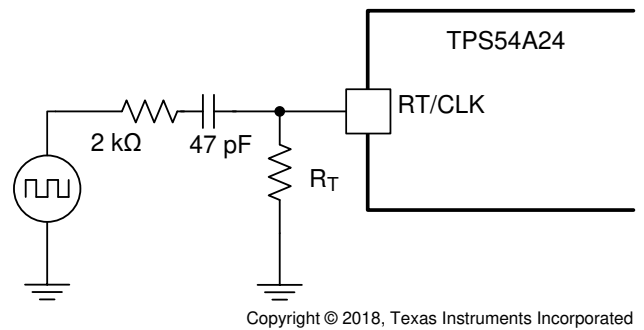 TPS54A24
RT/CLK
2 kΩ
47 pF
RT
Copyright © 2018, Texas Instruments Incorporated